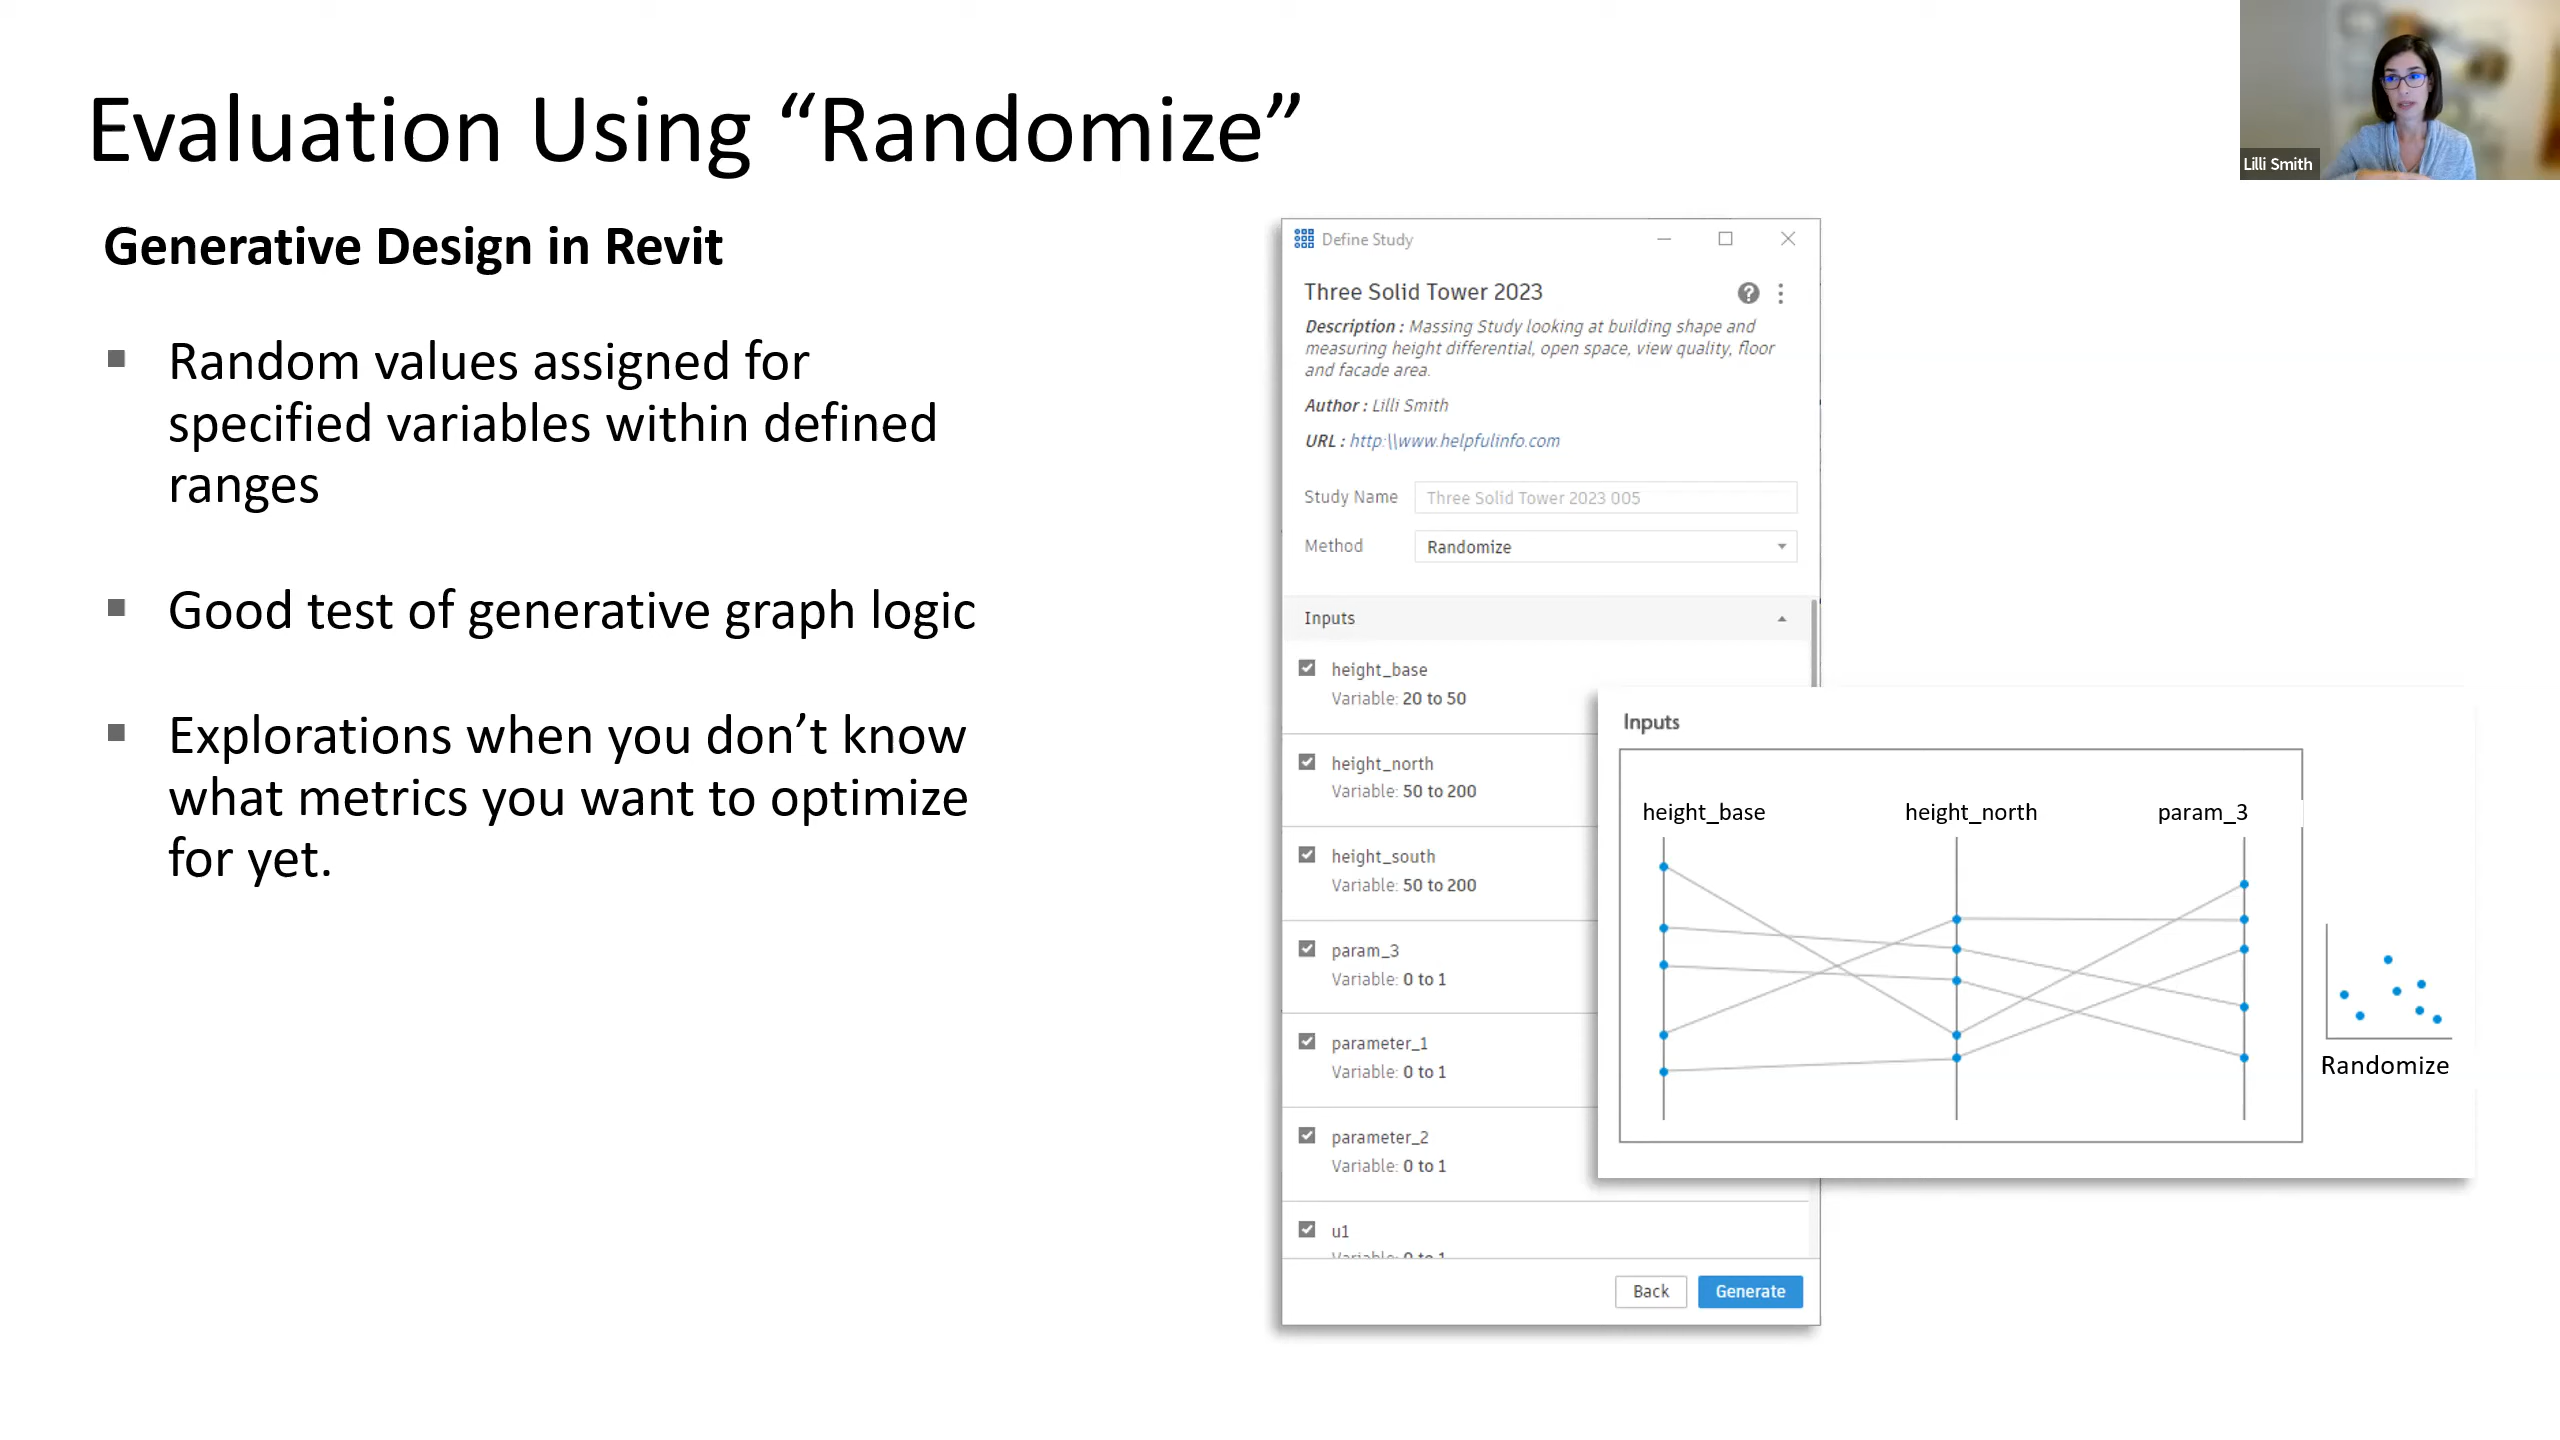 Evaluation Using “Randomize”
Lilli Smith
Generative Design in Revit
▪ Random values assigned for
specified variables within defined
ranges
▪ Good test of generative graph logic
▪ Explorations when you don’t know
what metrics you want to optimize
for yet.
Define Study
Three Solid Tower 2023
Description : Massing Study looking at building shape and
measuring height differential, open space, view quality, floor
and facade area.
Author : Lilli Smith
URL : http:\\www.helpfulinfo.com
Study Name Three Solid Tower 2023 005
Method Randomize
Inputs
height_base
Variable: 20 to 50
height_north
Variable: 50 to 200
height_south
Variable: 50 to 200
param_3
Variable: 0 to 1
parameter_1
Variable: 0 to 1
parameter_2
Variable: 0 to 1
u1
Variable: 0 to 1
Back Generate
Inputs
height_base height_north param_3
Randomize